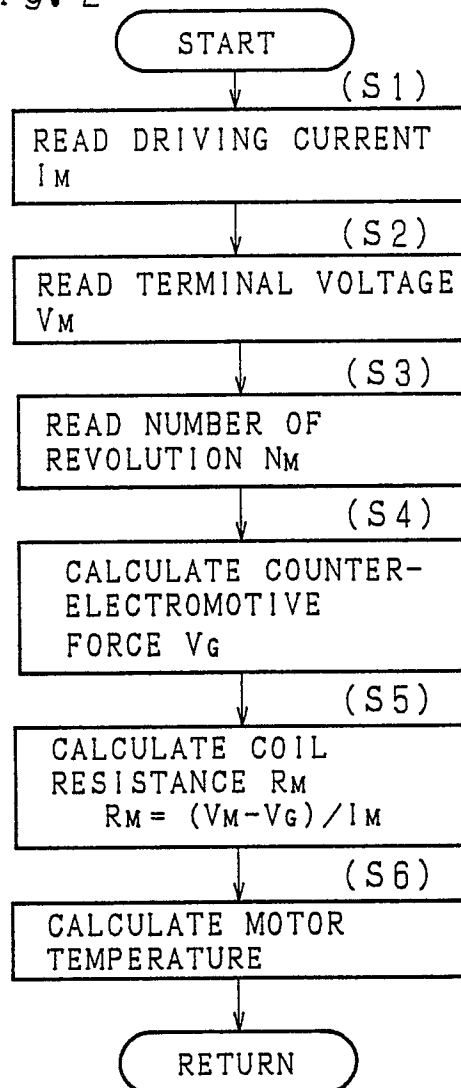 START
(S1)
READ DRIVING CURRENT
IM
(S2)
READ TERMINAL VOLTAGE
VM
(S3)
READ NUMBER OF
REVOLUTION NM
(S4)
CALCULATE COUNTER-
ELECTROMOTIVE
FORCE VG
(S5)
CALCULATE COIL
RESISTANCE RM
RM = (VM-VG)/IM
(S6)
CALCULATE MOTOR
TEMPERATURE
RETURN